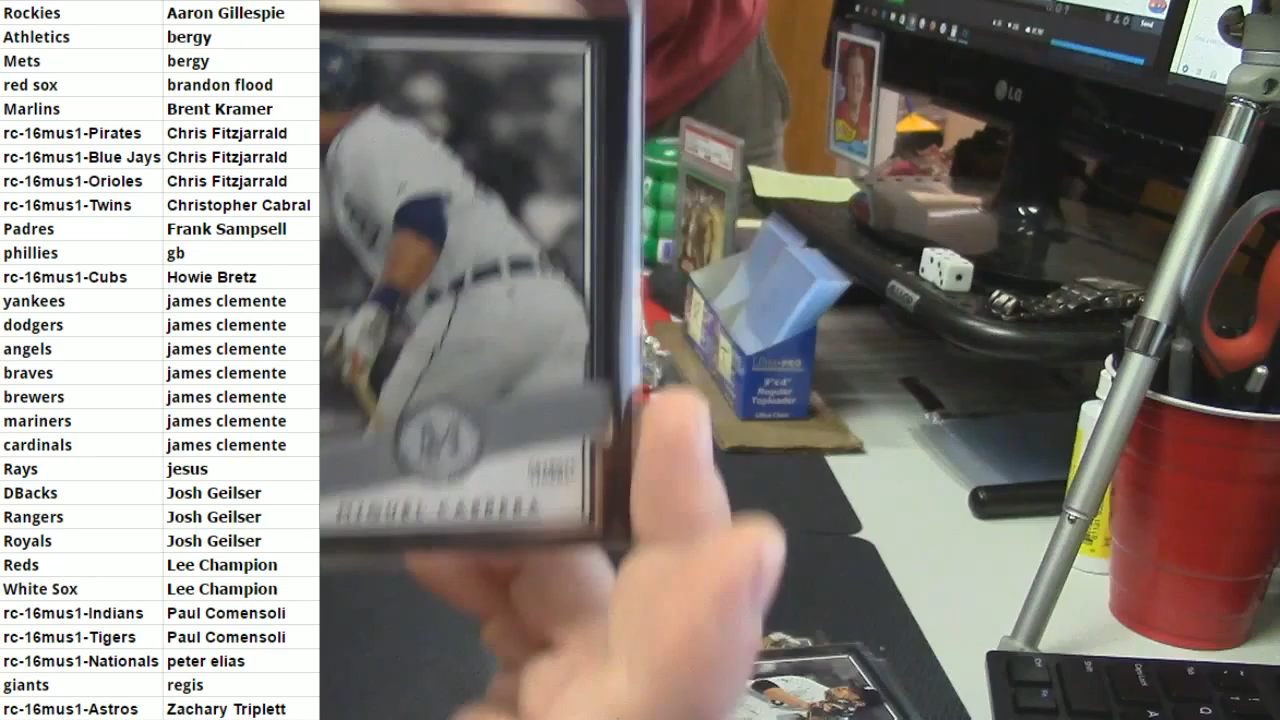 Rockies Aaron Gillespie
Athletics bergy
Mets bergy
red sox brandon flood
Marlins Brent Kramer
rc-16mus1-Pirates Chris Fitzjarrald
rc-16mus1-Blue Jays Chris Fitzjarrald
rc-16mus1-Orioles Chris Fitzjarrald
rc-16mus1-Twins Christopher Cabral
Padres Frank Sampsell
phillies gb
rc-16mus1-Cubs Howie Bretz
yankees james clemente
dodgers james clemente
angels james clemente
braves james clemente
brewers james clemente
mariners james clemente
cardinals james clemente
Rays jesus
DBacks Josh Geilser
Rangers Josh Geilser
Royals Josh Geilser
Reds Lee Champion
White Sox Lee Champion
rc-16mus1-Indians Paul Comensoli
rc-16mus1-Tigers Paul Comensoli
rc-16mus1-Nationals peter elias
giants regis
rc-16mus1-Astros Zachary Triplett
M
MIGUEL CABRERA
LG
3"x4"
Regular
Toploader